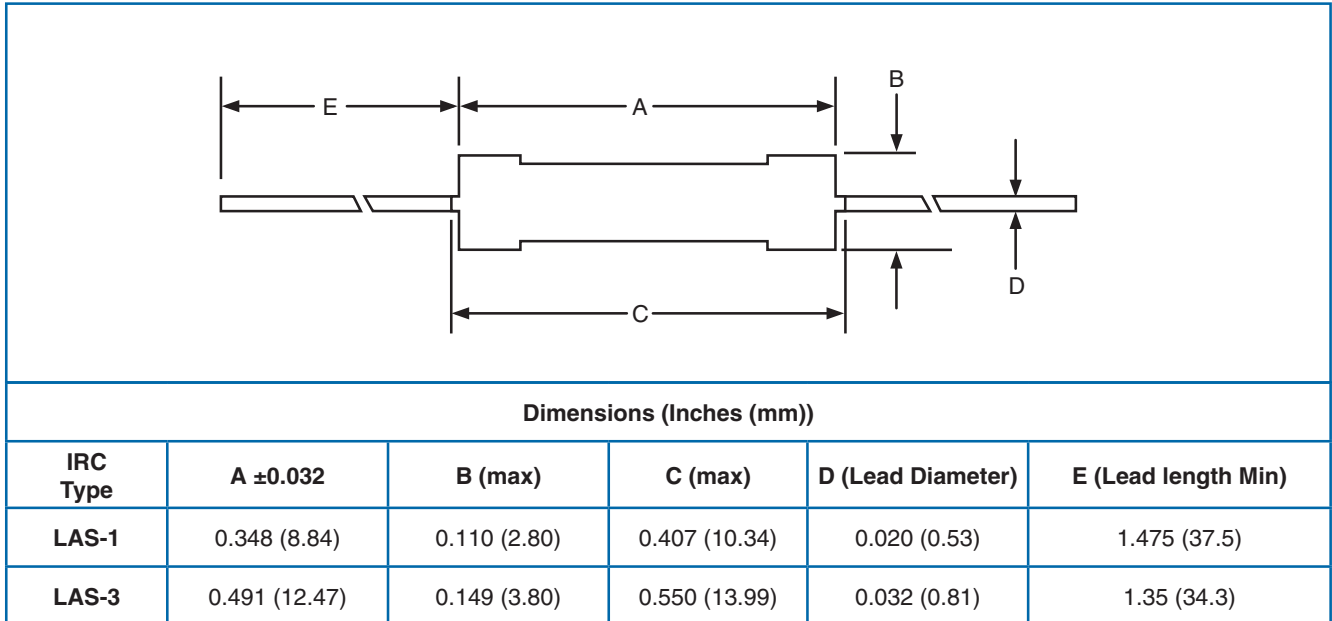 B
E
A
D
C
Dimensions (Inches (mm))
IRC Type A ±0.032 B (max) C (max) D (Lead Diameter) E (Lead length Min)
LAS-1 0.348 (8.84) 0.110 (2.80) 0.407 (10.34) 0.020 (0.53) 1.475 (37.5)
LAS-3 0.491 (12.47) 0.149 (3.80) 0.550 (13.99) 0.032 (0.81) 1.35 (34.3)